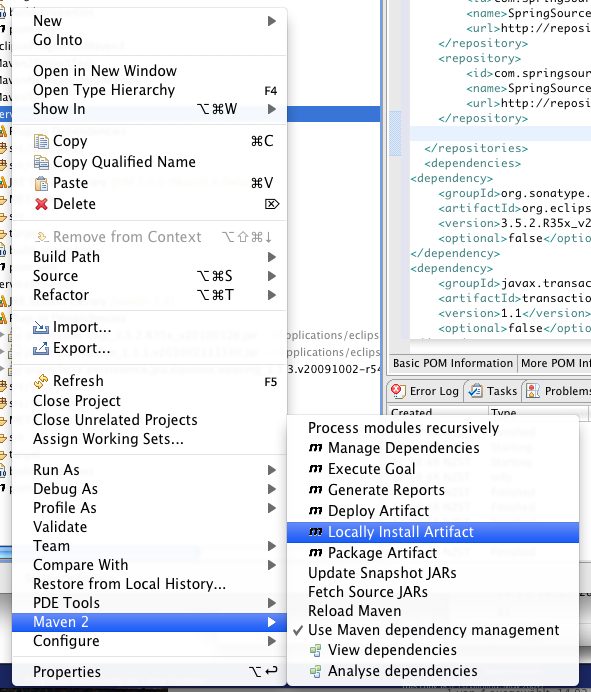 New
Go Into
Open in New Window
Open Type Hierarchy F4
Show In ⌥⌘W
Copy ⌘C
Copy Qualified Name
Paste ⌘V
Delete ⌦
Remove from Context ⌥⇧⌘↓
Build Path
Source ⌥⌘S
Refactor ⌥⌘T
Import...
Export...
Refresh F5
Close Project
Close Unrelated Projects
Assign Working Sets...
Run As
Debug As
Profile As
Validate
Team
Compare With
Restore from Local History...
PDE Tools
Maven 2
Configure
Properties ⌥↩
Process modules recursively
Manage Dependencies
Execute Goal
Generate Reports
Deploy Artifact
Locally Install Artifact
Package Artifact
Update Snapshot JARs
Fetch Source JARs
Reload Maven
✓ Use Maven dependency management
View dependencies
Analyse dependencies
<name>SpringSource
<url>http://reposi
</repository>
<repository>
<id>com.springsour
<name>SpringSource
<url>http://reposi
</repository>
</repositories>
<dependencies>
<dependency>
<groupId>org.sonatype.
<artifactId>org.eclips
<version>3.5.2.R35x_v2
<optional>false</option
</dependency>
<dependency>
<groupId>javax.transac
<artifactId>transactio
<version>1.1</version>
<optional>false</option
applications/eclips
applications/eclips
3.v20091002-r54
Basic POM Information More POM Inf
Error Log Tasks Problems
Created Type